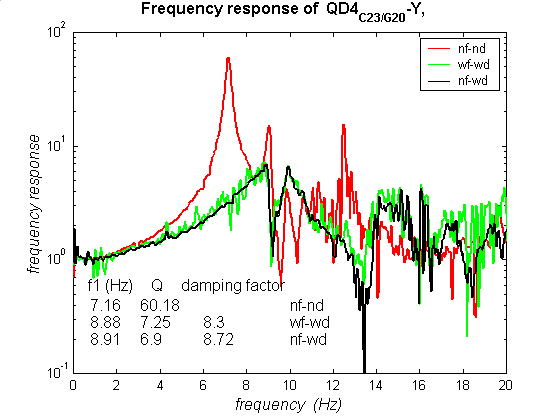 Frequency response of QD4C23/G20-Y,
nf-nd
wf-wd
nf-wd
frequency response
10^2
10^1
10^0
10^-1
f1 (Hz) Q damping factor
7.16 60.18 nf-nd
8.88 7.25 8.3 wf-wd
8.91 6.9 8.72 nf-wd
0 2 4 6 8 10 12 14 16 18 20
frequency (Hz)